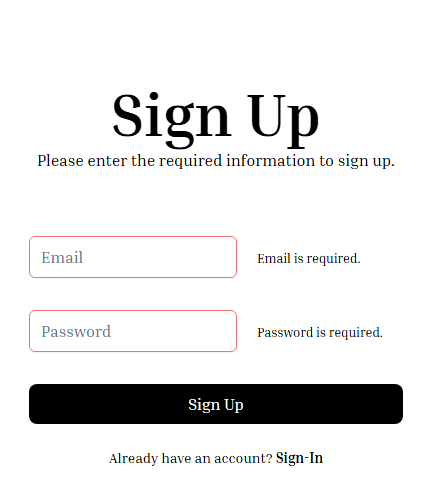 Sign Up
Please enter the required information to sign up.
Email
Email is required.
Password
Password is required.
Sign Up
Already have an account? Sign-In